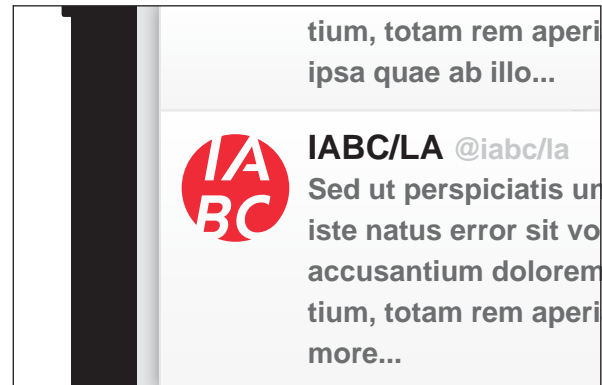 tium, totam rem aperi
ipsa quae ab illo...
IABC/LA @iabc/la
IA
BC
Sed ut perspiciatis un
iste natus error sit vo
accusantium dolorem
tium, totam rem aperi
more...